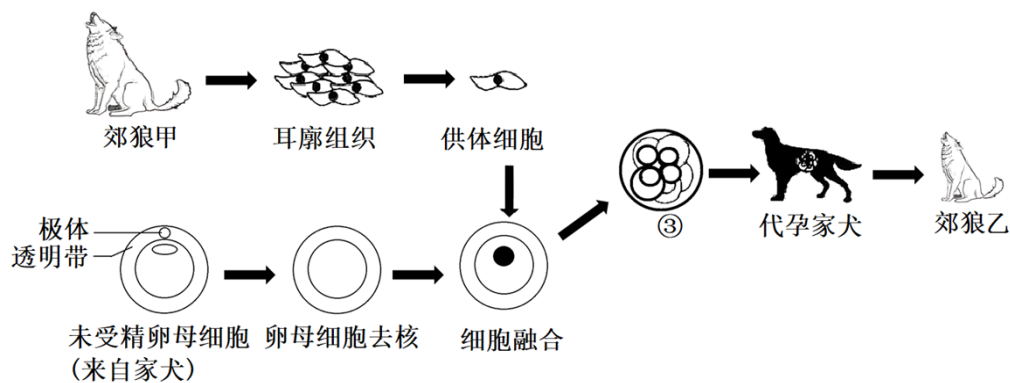 郊狼甲
耳廓组织
供体细胞
③
代孕家犬
郊狼乙
极体
透明带
未受精卵母细胞
(来自家犬)
卵母细胞去核
细胞融合